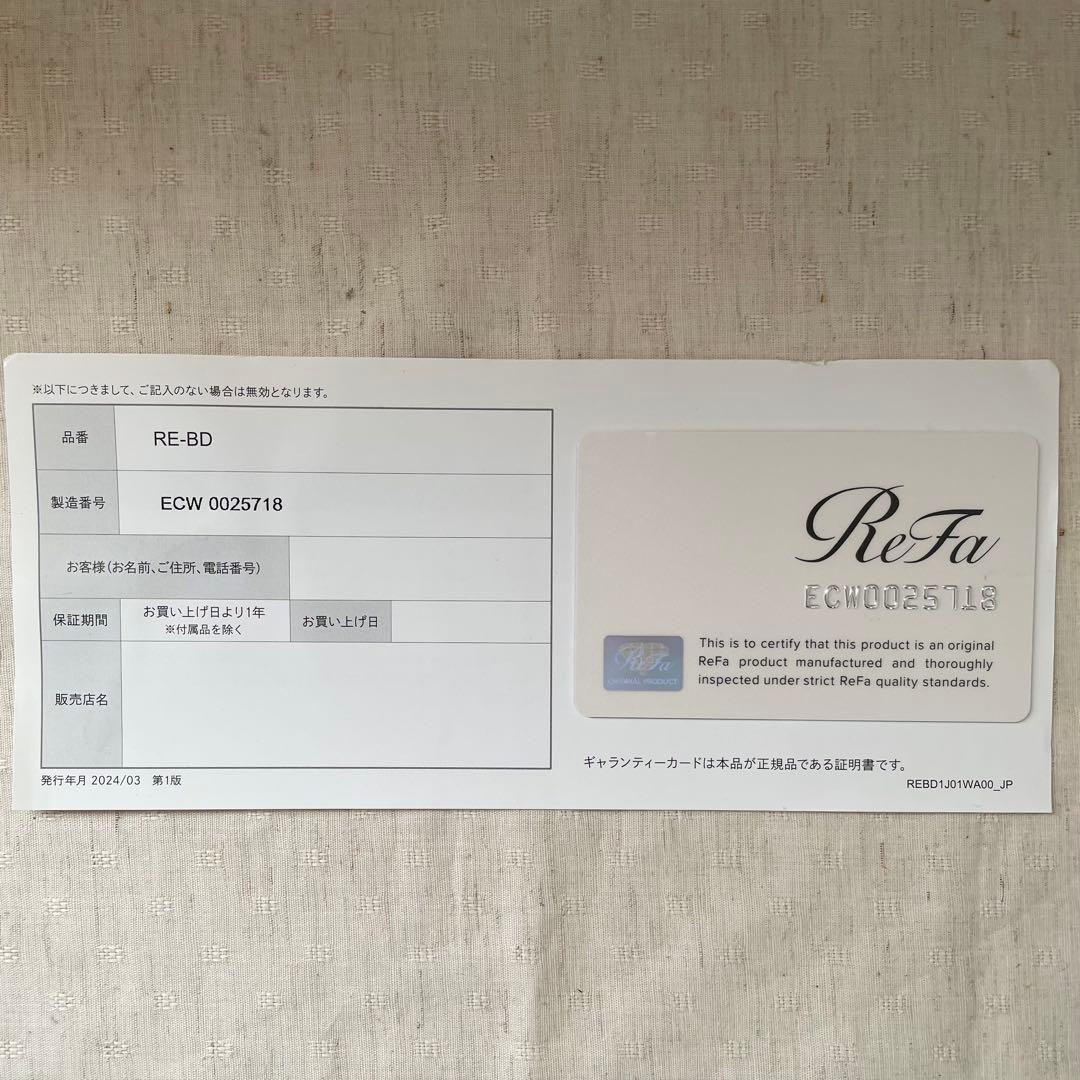 ※以下につきまして、ご記入のない場合は無効となります。
品番
RE-BD
製造番号
ECW 0025718
お客様(お名前、ご住所、電話番号)
保証期間
お買い上げ日より1年
※付属品を除く
お買い上げ日
販売店名
発行年月 2024/03 第1版
ReFa
ECW0025718
ReFa
ORIGINAL PRODUCT
This is to certify that this product is an original
ReFa product manufactured and thoroughly
inspected under strict ReFa quality standards.
ギャランティーカードは本品が正規品である証明書です。
REBD1J01WA00_JP